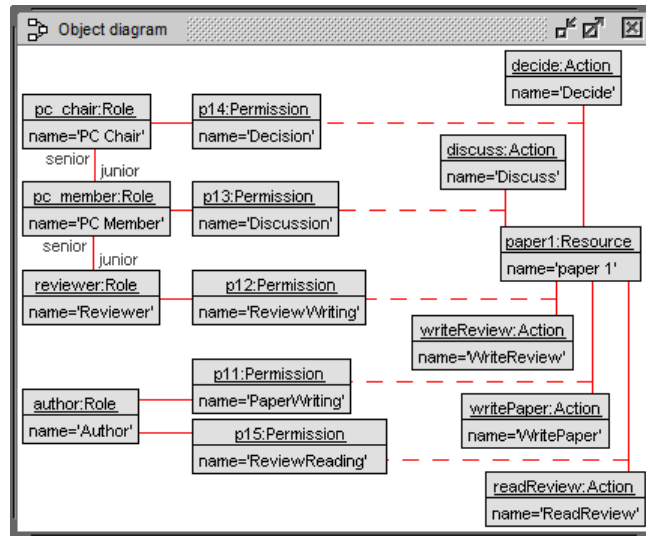 Object diagram
decide:Action
name='Decide'
pc_chair:Role
name='PC Chair'
p14:Permission
name='Decision'
senior
junior
discuss:Action
name='Discuss'
pc_member:Role
name='PC Member'
p13:Permission
name='Discussion'
senior
junior
paper1:Resource
name='paper 1'
reviewer:Role
name='Reviewer'
p12:Permission
name='ReviewWriting'
writeReview:Action
name='WriteReview'
p11:Permission
name='PaperWriting'
author:Role
name='Author'
writePaper:Action
name='WritePaper'
p15:Permission
name='ReviewReading'
readReview:Action
name='ReadReview'